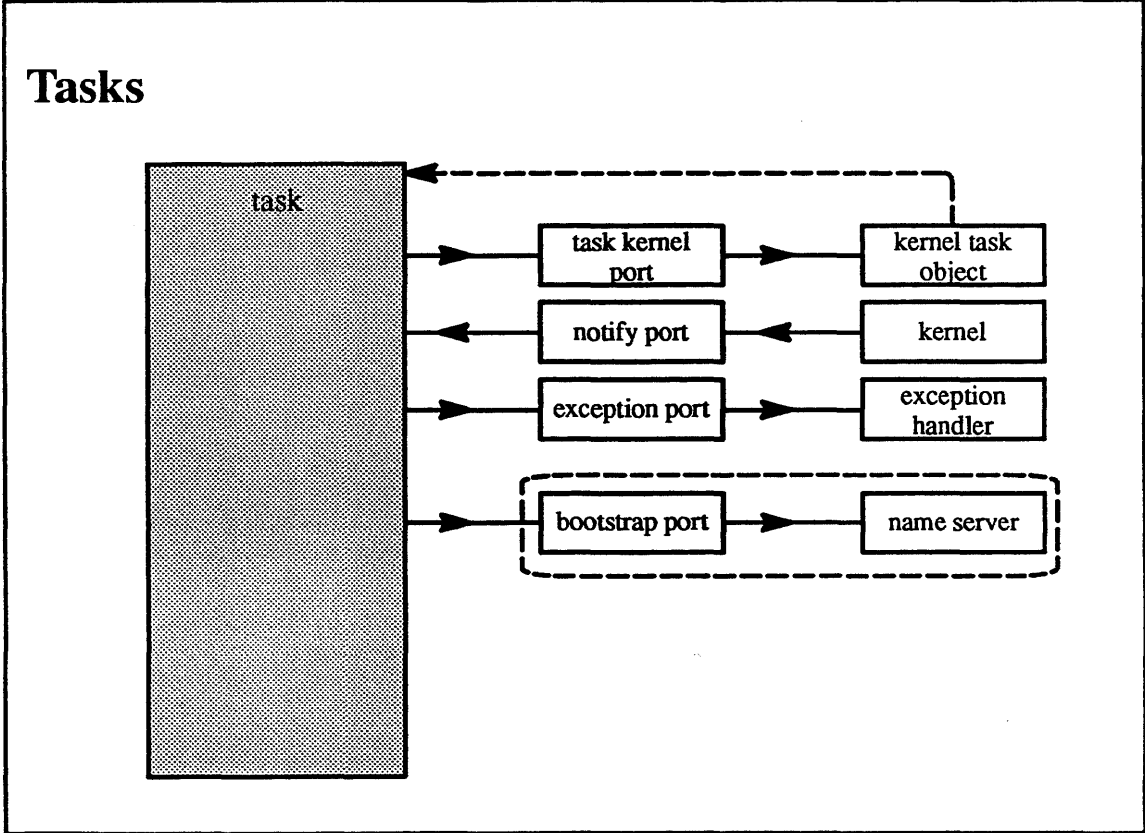 Tasks
task
task kernel
port
kernel task
object
notify port
kernel
exception port
exception
handler
bootstrap port
name server